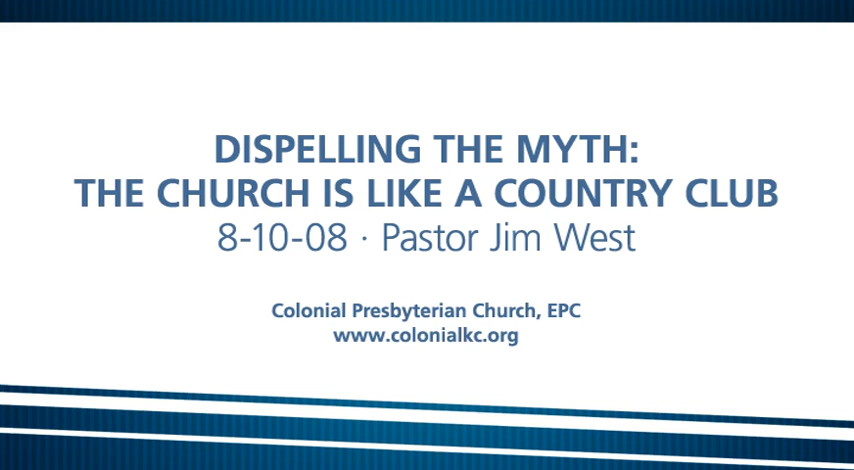 DISPELLING THE MYTH:
THE CHURCH IS LIKE A COUNTRY CLUB
8-10-08 · Pastor Jim West
Colonial Presbyterian Church, EPC
www.colonialkc.org